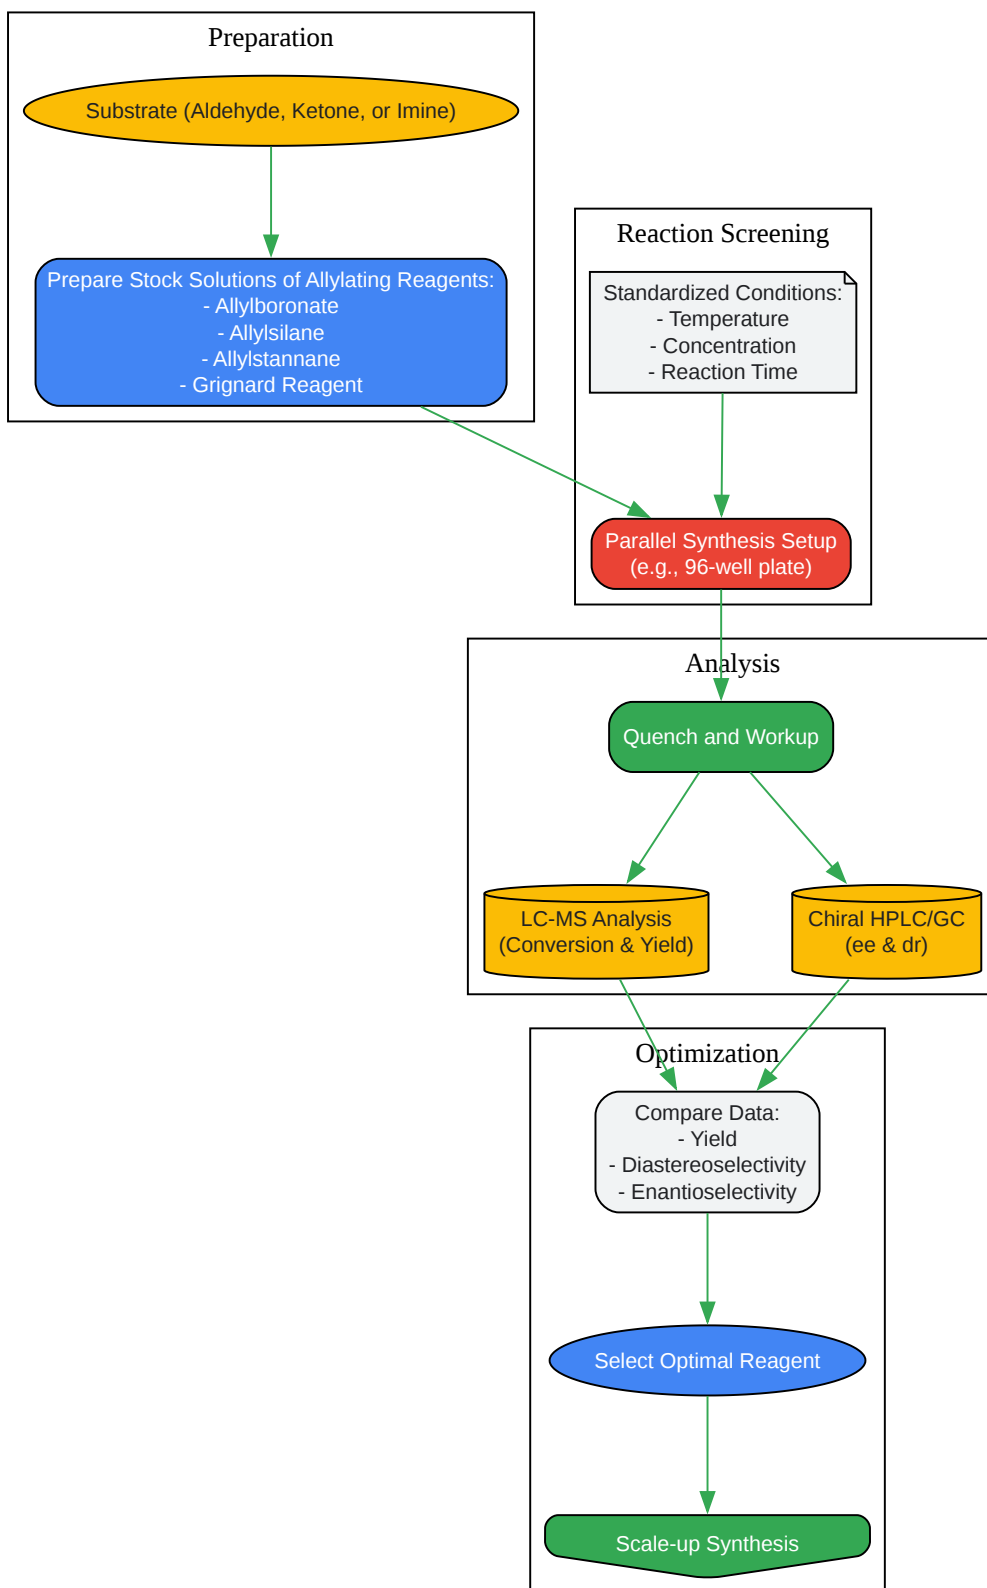 Preparation
Substrate (Aldehyde, Ketone, or Imine)
Prepare Stock Solutions of Allylating Reagents:
- Allylboronate
- Allylsilane
- Allylstannane
- Grignard Reagent
Reaction Screening
Standardized Conditions:
- Temperature
- Concentration
- Reaction Time
Parallel Synthesis Setup
(e.g., 96-well plate)
Analysis
Quench and Workup
LC-MS Analysis
(Conversion & Yield)
Chiral HPLC/GC
(ee & dr)
Optimization
Compare Data:
- Yield
- Diastereoselectivity
- Enantioselectivity
Select Optimal Reagent
Scale-up Synthesis